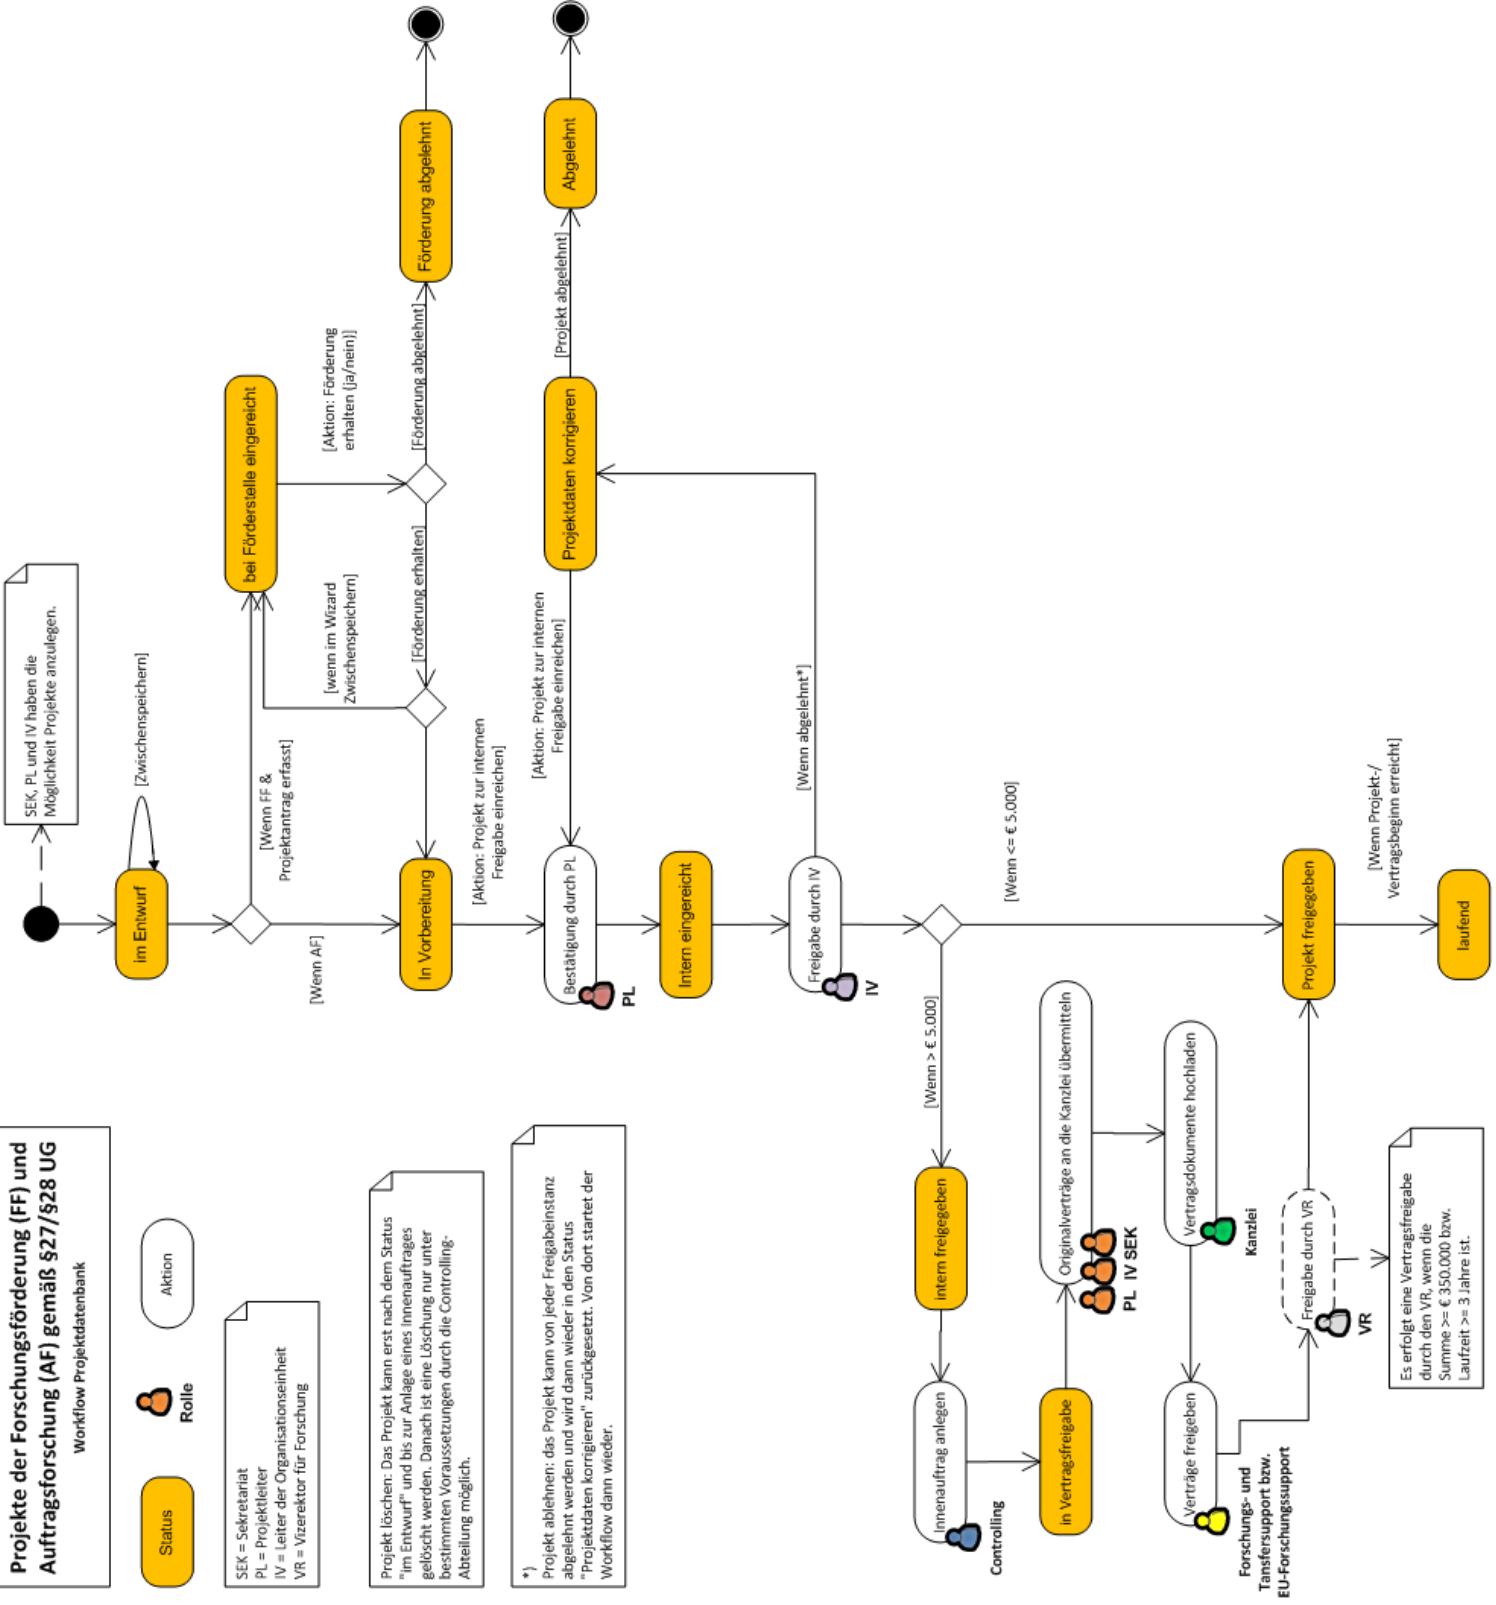 Projekte der Forschungsförderung (FF) und
Auftragsforschung (AF) gemäß §27/§28 UG
Workflow Projektdatenbank
Status
Rolle
Aktion
SEK = Sekretariat
PL = Projektleiter
IV = Leiter der Organisationseinheit
VR = Vizerektor für Forschung
Projekt löschen: Das Projekt kann erst nach dem Status
"im Entwurf" und bis zur Anlage eines Innenauftrages
gelöscht werden. Danach ist eine Löschung nur unter
bestimmten Voraussetzungen durch die Controlling-
Abteilung möglich.
*)
Projekt ablehnen: das Projekt kann von jeder Freigabeinstanz
abgelehnt werden und wird dann wieder in den Status
"Projektdaten korrigieren" zurückgesetzt. Von dort startet der
Workflow dann wieder.
SEK, PL und IV haben die
Möglichkeit Projekte anzulegen.
im Entwurf
[Zwischenspeichern]
[Wenn FF &
Projektantrag erfasst]
bei Förderstelle eingereicht
[Wenn AF]
[wenn im Wizard
Zwischenspeichern]
[Aktion: Förderung
erhalten (ja/nein)]
In Vorbereitung
[Förderung erhalten]
[Förderung abgelehnt]
Förderung abgelehnt
[Aktion: Projekt zur internen
Freigabe einreichen]
Bestätigung durch PL
PL
[Aktion: Projekt zur internen
Freigabe einreichen]
Projektdaten korrigieren
[Projekt abgelehnt]
Abgelehnt
Intern eingereicht
Freigabe durch IV
IV
[Wenn abgelehnt*)]
[Wenn > € 5.000]
[Wenn <= € 5.000]
intern freigegeben
Innenauftrag anlegen
Controlling
in Vertragsfreigabe
Originalverträge an die Kanzlei übermitteln
PL IV SEK
Vertragsdokumente hochladen
Kanzlei
Verträge freigeben
Forschungs- und
Tansfersupport bzw.
EU-Forschungssupport
Freigabe durch VR
VR
Projekt freigegeben
Es erfolgt eine Vertragsfreigabe
durch den VR, wenn die
Summe >= € 350.000 bzw.
Laufzeit >= 3 Jahre ist.
[Wenn Projekt-/
Vertragsbeginn erreicht]
laufend